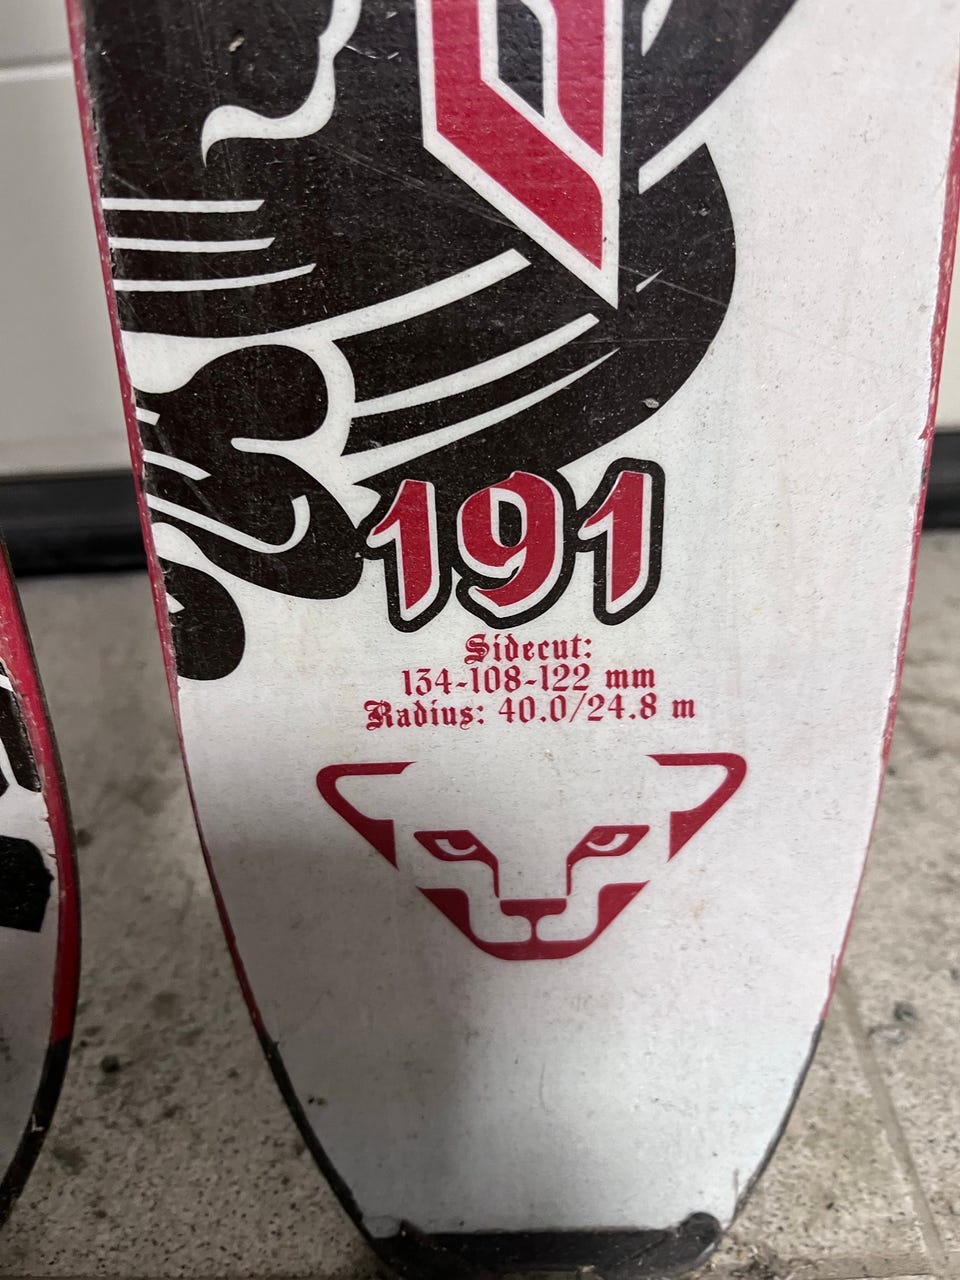 191
Sidecut:
134-108-122 mm
Radius: 40.0/24.8 m